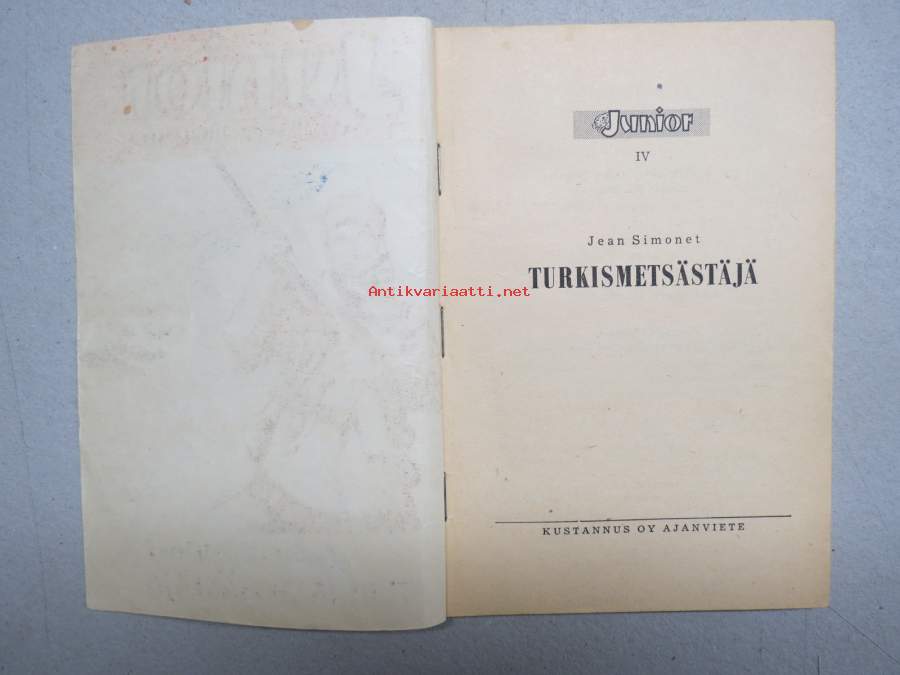 Junior
IV
Jean Simonet
TURKISMETSÄSTÄJÄ
Antikvariaatti.net
KUSTANNUS OY AJANVIETE